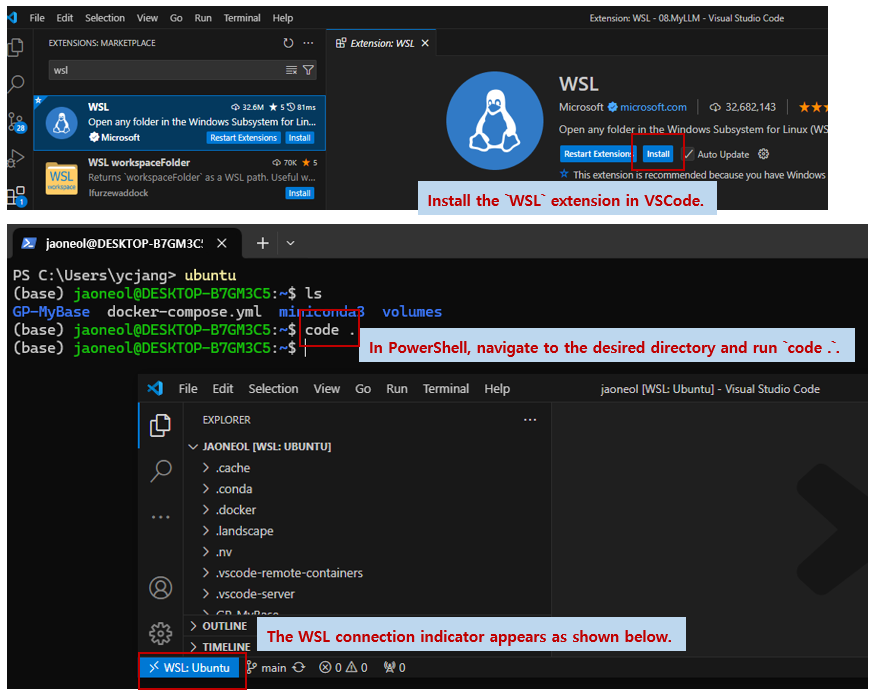 File Edit Selection View Go Run Terminal Help
Extension: WSL - 08.MyLLM - Visual Studio Code
EXTENSIONS: MARKETPLACE
wsl
WSL 32.6M 5 81ms
Open any folder in the Windows Subsystem for Lin...
Microsoft Restart Extensions Install
WSL workspaceFolder 70K 5
Returns `workspaceFolder` as a WSL path. Useful w...
lfurzewaddock Install
WSL
workspace
28
1
Extension: WSL
WSL
Microsoft microsoft.com 32,682,143
Open any folder in the Windows Subsystem for Linux (WS
Restart Extensions Install Auto Update
This extension is recommended because you have Windows
Install the `WSL` extension in VSCode.
jaoneol@DESKTOP-B7GM3C5
PS C:\Users\ycjang> ubuntu
(base) jaoneol@DESKTOP-B7GM3C5:~$ ls
GP-MyBase docker-compose.yml miniconda3 volumes
(base) jaoneol@DESKTOP-B7GM3C5:~$ code .
(base) jaoneol@DESKTOP-B7GM3C5:~$
In PowerShell, navigate to the desired directory and run `code .`.
File Edit Selection View Go Run Terminal Help
jaoneol [WSL: Ubuntu] - Visual Studio Code
EXPLORER
JAONEOL [WSL: UBUNTU]
.cache
.conda
.docker
.landscape
.nv
.vscode-remote-containers
.vscode-server
GP-MyBase
OUTLINE
TIMELINE
The WSL connection indicator appears as shown below.
WSL: Ubuntu main 0 0 0